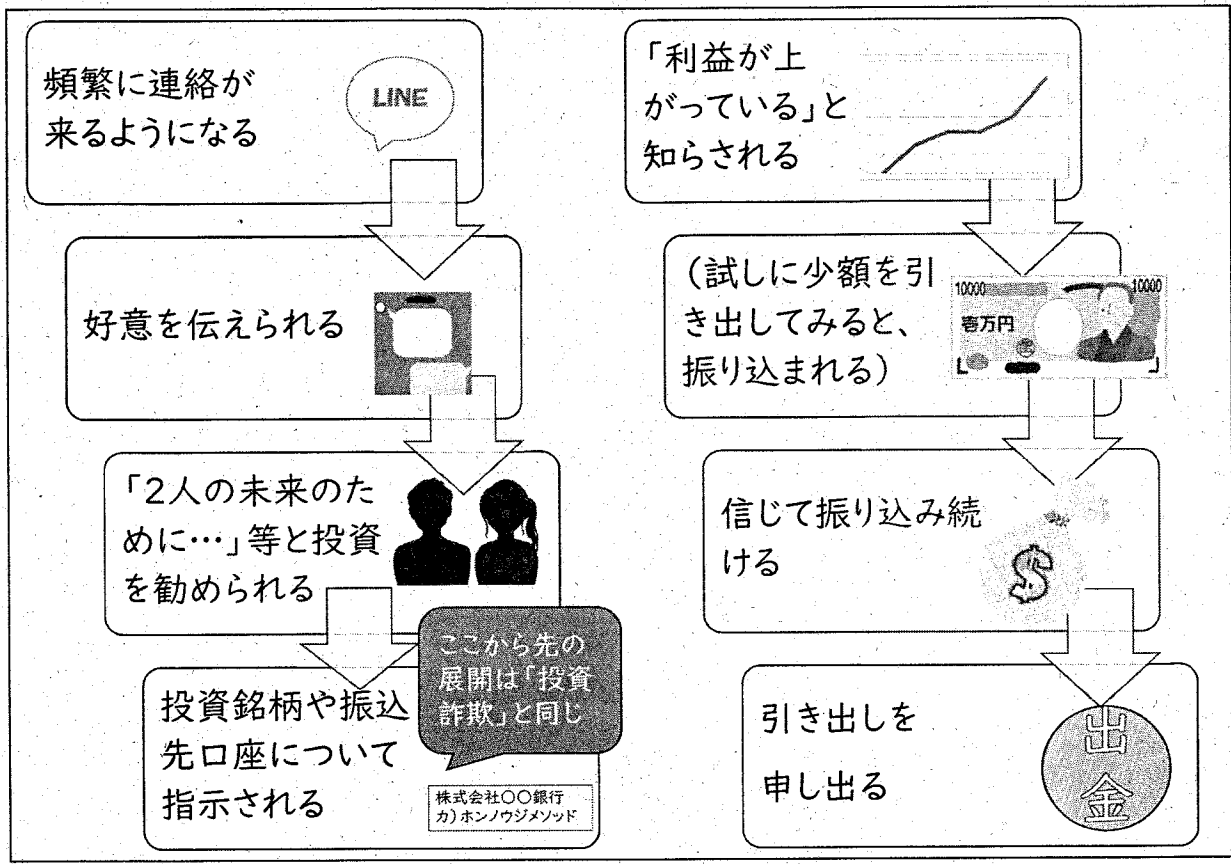 頻繁に連絡が
来るようになる
LINE
好意を伝えられる
「2人の未来のた
めに…」等と投資
を勧められる
ここから先の
展開は「投資
詐欺」と同じ
投資銘柄や振込
先口座について
指示される
株式会社〇〇銀行
カ)ホンノウジメソッド
「利益が上
がっている」と
知らされる
(試しに少額を引
き出してみると、
振り込まれる)
10000
10000
壱万円
信じて振り込み続
ける
$
引き出しを
申し出る
出
金